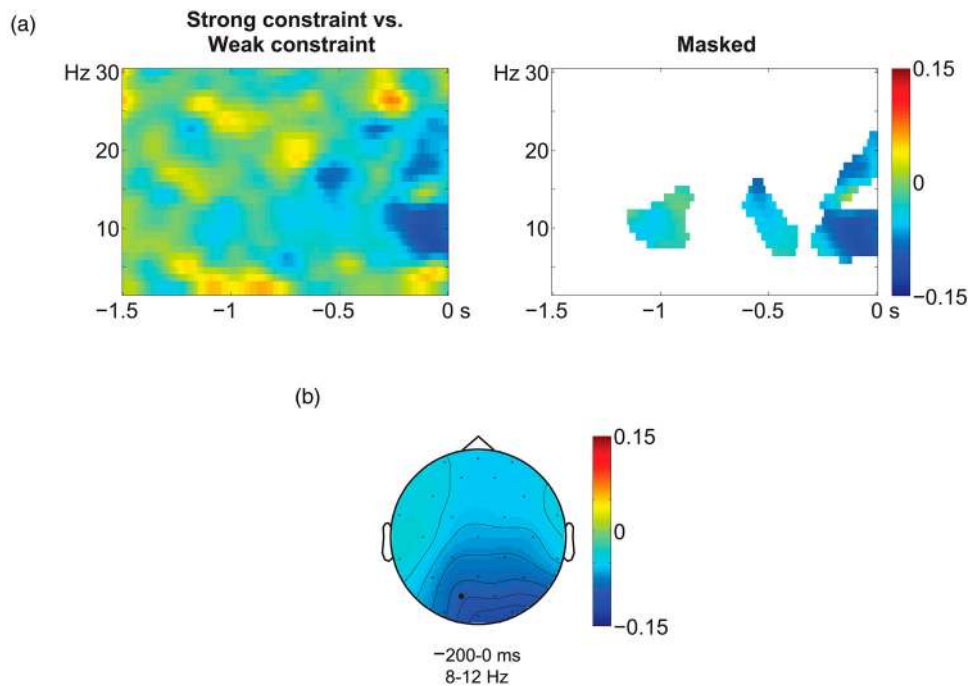 (a)
Strong constraint vs.
Weak constraint
Masked
Hz 30
20
10
−1.5
−1
−0.5
0 s
30
20
10
−1.5
−1
−0.5
0 s
0.15
0
−0.15
(b)
0.15
0
−0.15
−200-0 ms
8-12 Hz